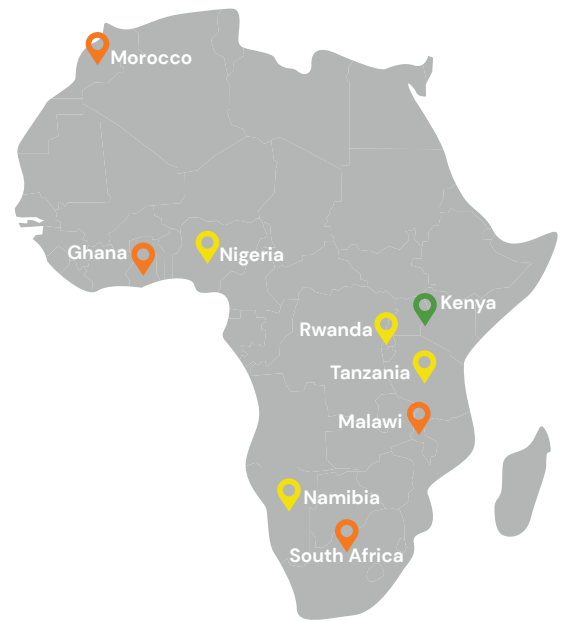 Morocco
Ghana
Nigeria
Kenya
Rwanda
Tanzania
Malawi
Namibia
South Africa